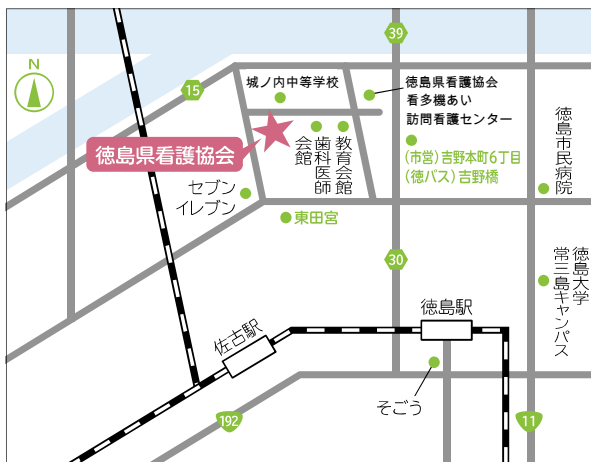 N
39
15
城ノ内中等学校
徳島県看護協会
看多機あい
訪問看護センター
徳島県看護協会
歯科医師
会館
教育会館
(市営)吉野本町6丁目
(徳バス)吉野橋
徳島市民病院
セブン
イレブン
東田宮
30
徳島大学
常三島キャンパス
徳島駅
佐古駅
そごう
192
11